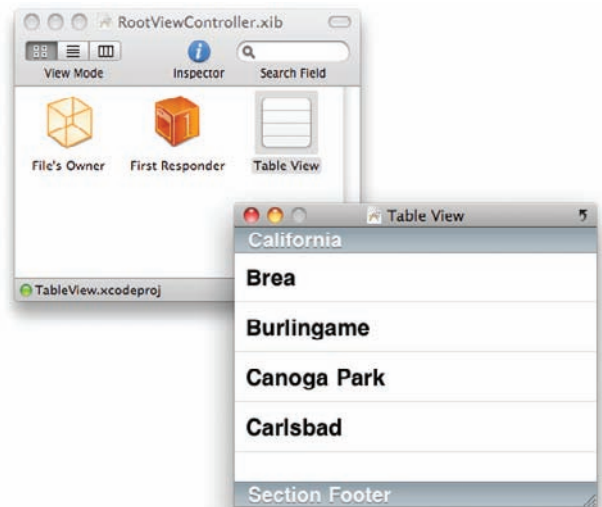 RootViewController.xib
View Mode
Inspector
Search Field
File's Owner
First Responder
Table View
TableView.xcodeproj
Table View
California
Brea
Burlingame
Canoga Park
Carlsbad
Section Footer